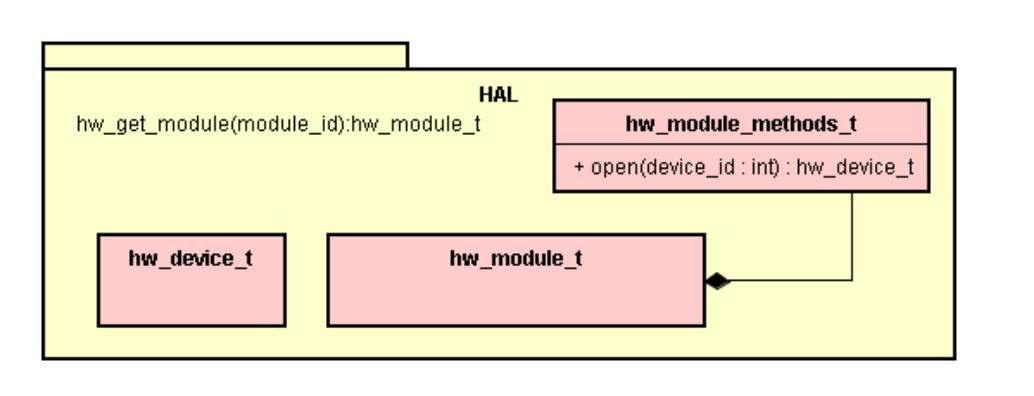 HAL
hw_get_module(module_id):hw_module_t
hw_module_methods_t
+ open(device_id : int) : hw_device_t
hw_device_t
hw_module_t